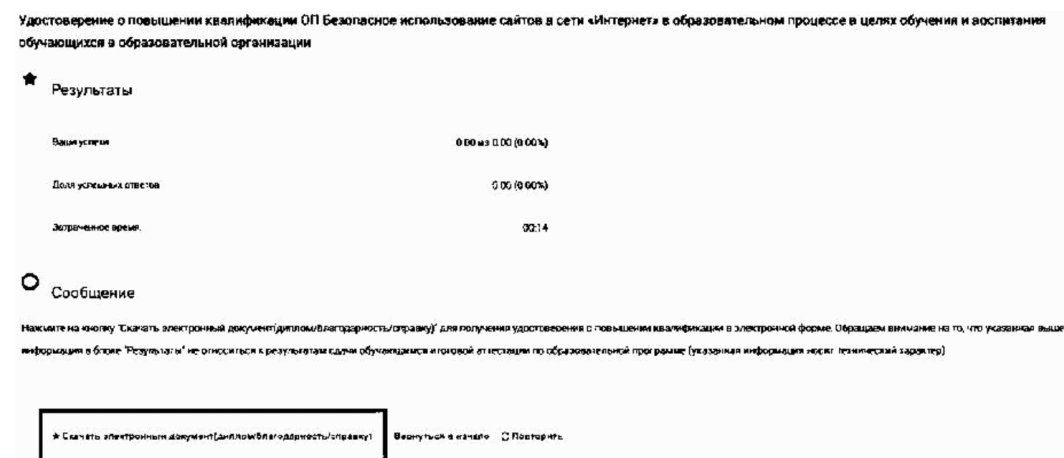 Удостоверение о повышении квалификации ОП Безопасное использование сайтов в сети «Интернет» в образовательном процессе в целях обучения и воспитания
обучающихся в образовательной организации
Результаты
Ваши успехи 0.00 из 0.00 (0.00%)
Доля успешных ответов 0.00 (0.00%)
Затраченное время. 00:14
Сообщение
Нажмите на кнопку "Скачать электронный документ(диплом/благодарность/справку)" для получения удостоверения о повышении квалификации в электронной форме. Обращаем внимание на то, что указанная выше
информация в блоке "Результаты" не относиться к результатам сдачи обучающимся итоговой аттестации по образовательной программе (указанная информация носит технический характер)
★ Скачать электронный документ(диплом/благодарность/справку) Вернуться в начало Повторить